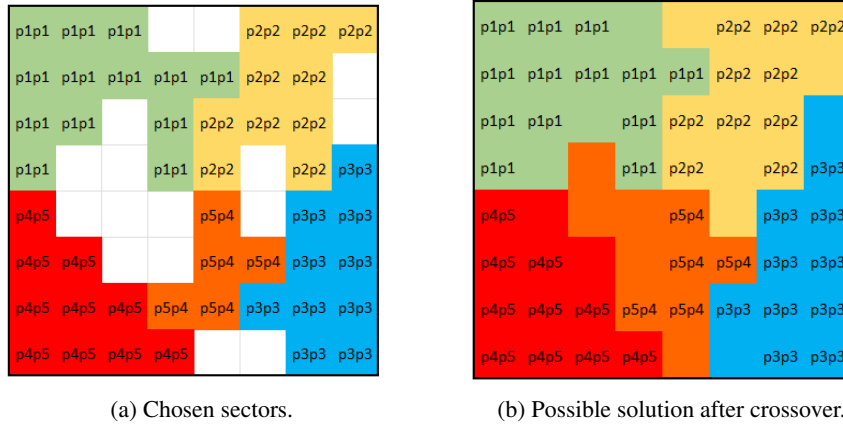 p1p1 p1p1 p1p1 p2p2 p2p2 p2p2
p1p1 p1p1 p1p1 p1p1 p1p1 p2p2 p2p2
p1p1 p1p1 p1p1 p2p2 p2p2 p2p2
p1p1 p1p1 p2p2 p2p2 p3p3
p4p5 p5p4 p3p3 p3p3
p4p5 p4p5 p5p4 p5p4 p3p3 p3p3
p4p5 p4p5 p4p5 p5p4 p5p4 p3p3 p3p3 p3p3
p4p5 p4p5 p4p5 p4p5 p3p3 p3p3
(a) Chosen sectors.
p1p1 p1p1 p1p1 p2p2 p2p2 p2p2
p1p1 p1p1 p1p1 p1p1 p1p1 p2p2 p2p2
p1p1 p1p1 p1p1 p2p2 p2p2 p2p2
p1p1 p1p1 p2p2 p2p2 p3p3
p4p5 p5p4 p3p3 p3p3
p4p5 p4p5 p5p4 p5p4 p3p3 p3p3
p4p5 p4p5 p4p5 p5p4 p5p4 p3p3 p3p3 p3p3
p4p5 p4p5 p4p5 p4p5 p3p3 p3p3
(b) Possible solution after crossover.